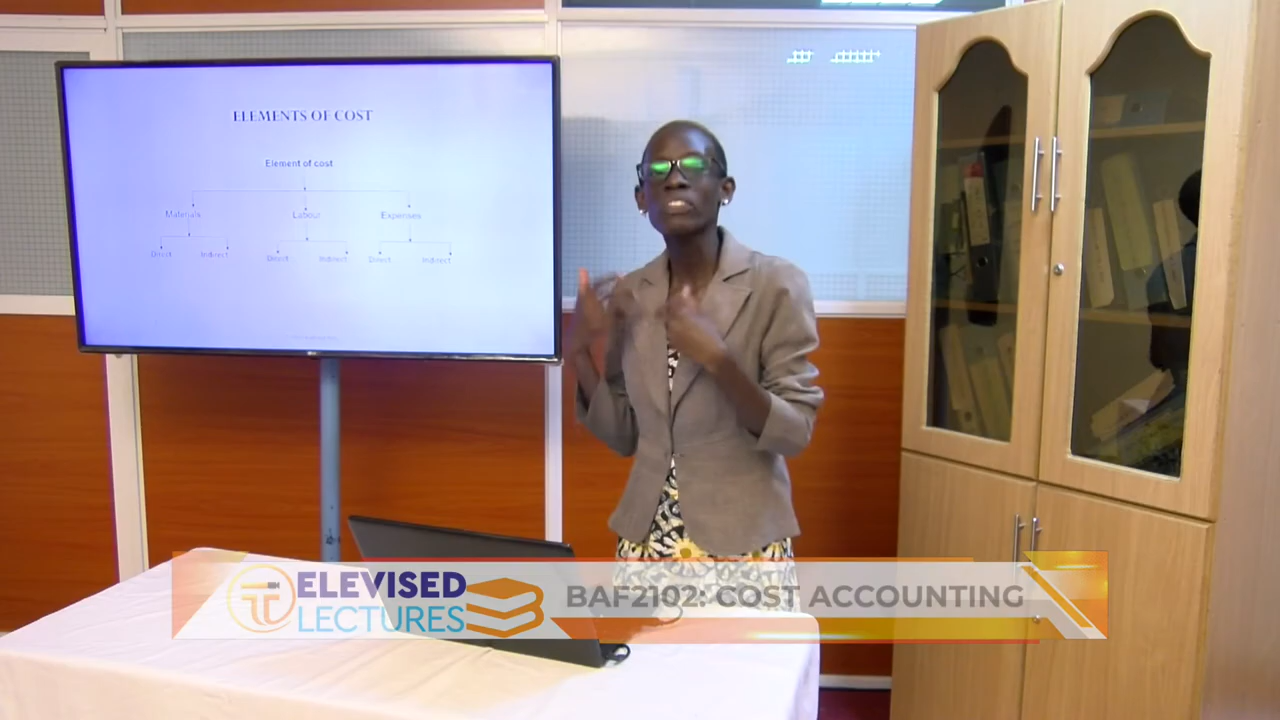 ELEMENTS OF COST
Element of cost
Materials Labour Expenses
Direct Indirect Direct Indirect Direct Indirect
TELEVISED
LECTURES
BAF2102: COST ACCOUNTING